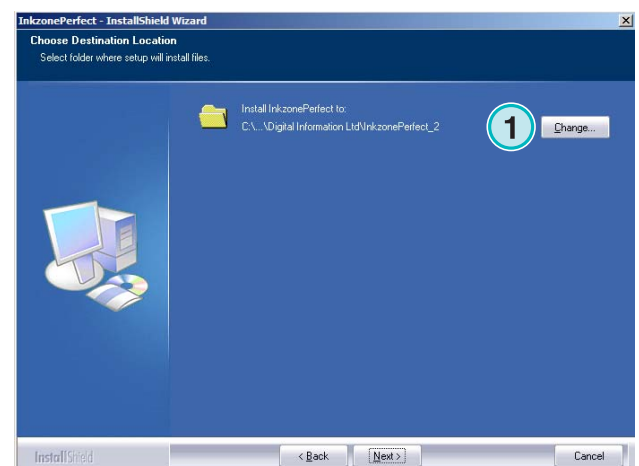 InkzonePerfect - InstallShield Wizard
Choose Destination Location
Select folder where setup will install files.
Install InkzonePerfect to:
C:\...\Digital Information Ltd\InkzonePerfect_2
1
Change...
InstallShield
< Back
Next >
Cancel